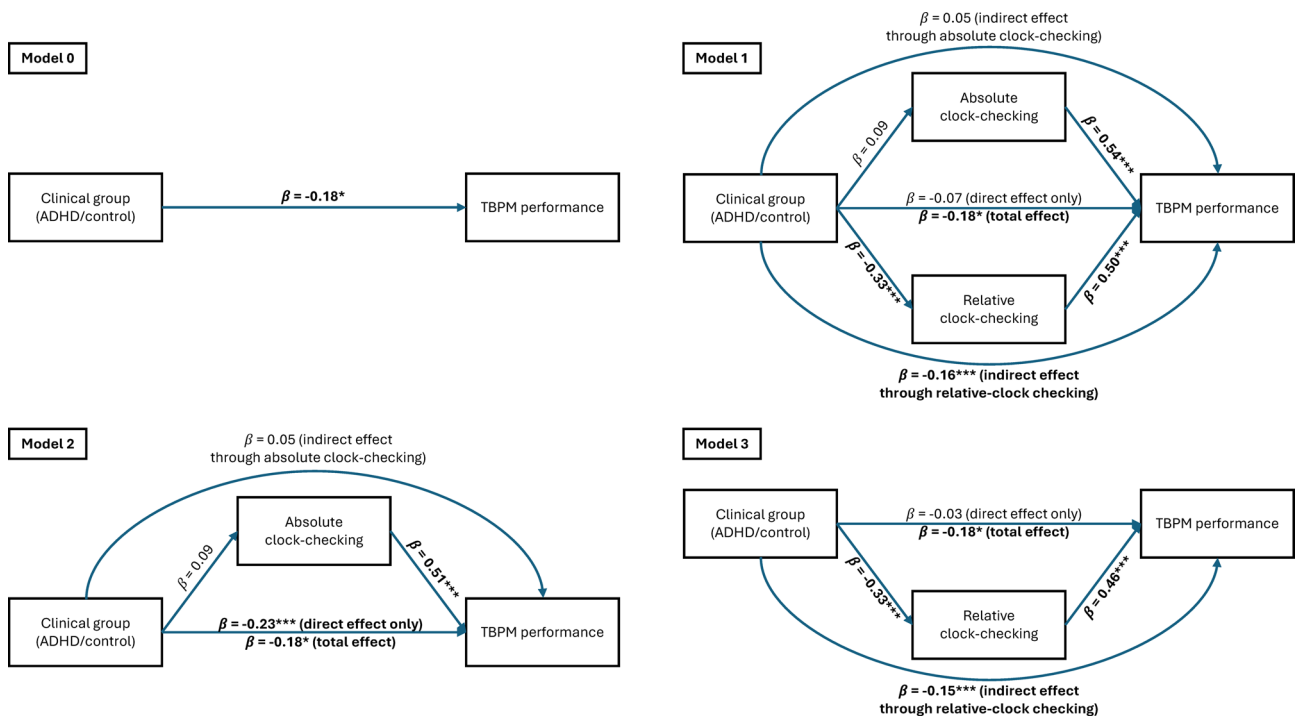 Model 0
Clinical group
(ADHD/control)
β = -0.18*
TBPM performance
Model 1
β = 0.05 (indirect effect
through absolute clock-checking)
Absolute
clock-checking
β = 0.09
β = 0.54***
Clinical group
(ADHD/control)
β = -0.07 (direct effect only)
β = -0.18* (total effect)
TBPM performance
β = -0.33***
β = 0.50***
Relative
clock-checking
β = -0.16*** (indirect effect
through relative-clock checking)
Model 2
β = 0.05 (indirect effect
through absolute clock-checking)
Absolute
clock-checking
β = 0.09
β = 0.51***
Clinical group
(ADHD/control)
β = -0.23*** (direct effect only)
β = -0.18* (total effect)
TBPM performance
Model 3
Clinical group
(ADHD/control)
β = -0.03 (direct effect only)
β = -0.18* (total effect)
TBPM performance
β = -0.33***
β = 0.46***
Relative
clock-checking
β = -0.15*** (indirect effect
through relative-clock checking)